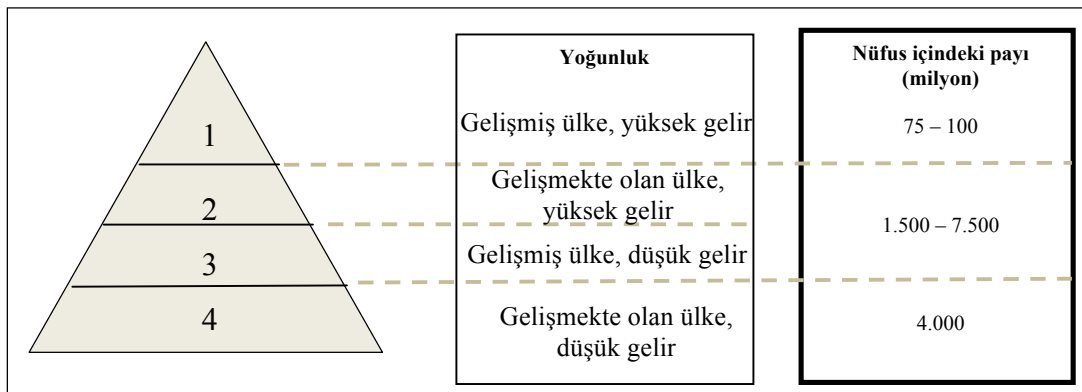 Yoğunluk
Nüfus içindeki payı
(milyon)
1
Gelişmiş ülke, yüksek gelir
75 – 100
2
Gelişmekte olan ülke,
yüksek gelir
1.500 – 7.500
3
Gelişmiş ülke, düşük gelir
4
Gelişmekte olan ülke,
düşük gelir
4.000